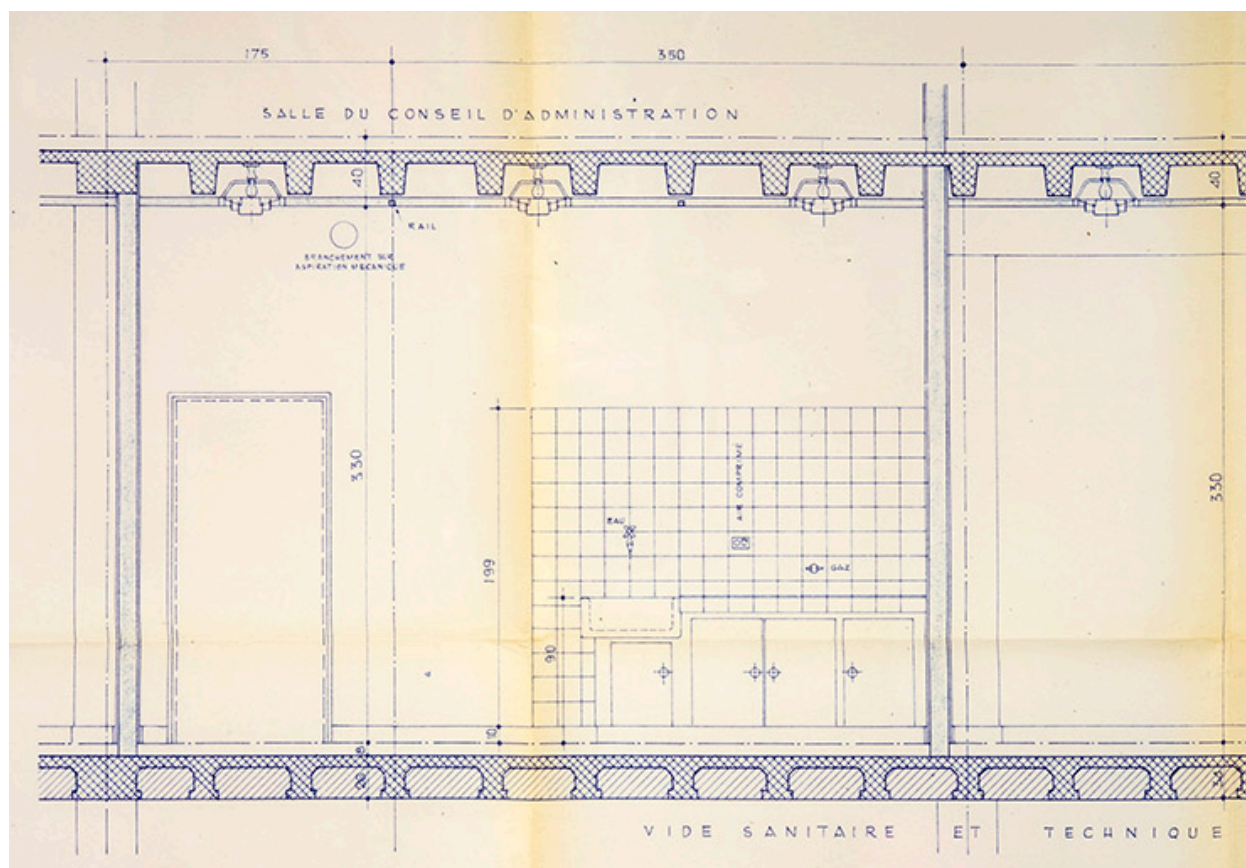 175
350
SALLE DU CONSEIL D'ADMINISTRATION
40
40
RAIL
BRANCHEMENT SUR
ASPIRATION MECANIQUE
330
199
EAU
AIR COMPRIMÉ
GAZ
330
90
10
8
VIDE SANITAIRE ET TECHNIQUE